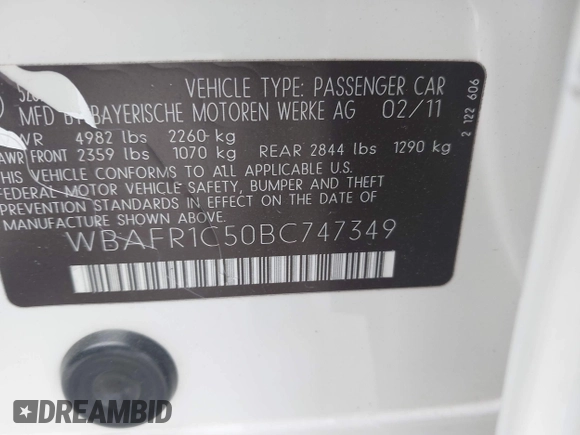 VEHICLE TYPE: PASSENGER CAR
MFD BY BAYERISCHE MOTOREN WERKE AG 02/11
VWR 4982 lbs 2260 kg
AWR FRONT 2359 lbs 1070 kg REAR 2844 lbs 1290 kg
THIS VEHICLE CONFORMS TO ALL APPLICABLE U.S.
FEDERAL MOTOR VEHICLE SAFETY, BUMPER AND THEFT
PREVENTION STANDARDS IN EFFECT ON THE DATE OF
MANUFACTURE SHOWN ABOVE:
WBAFR1C50BC747349
2 122 606
DREAMBID